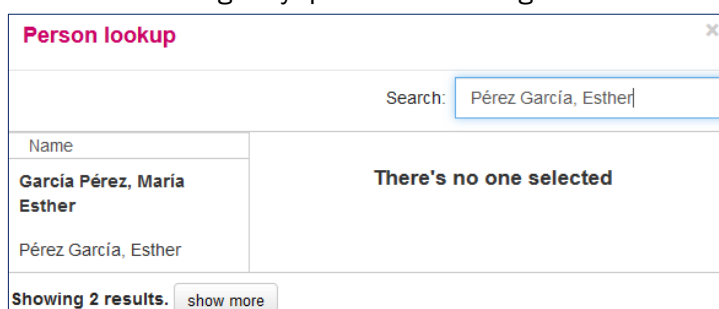 Person lookup
×
Search: Pérez García, Esther
Name
García Pérez, María
Esther
There's no one selected
Pérez García, Esther
Showing 2 results. show more